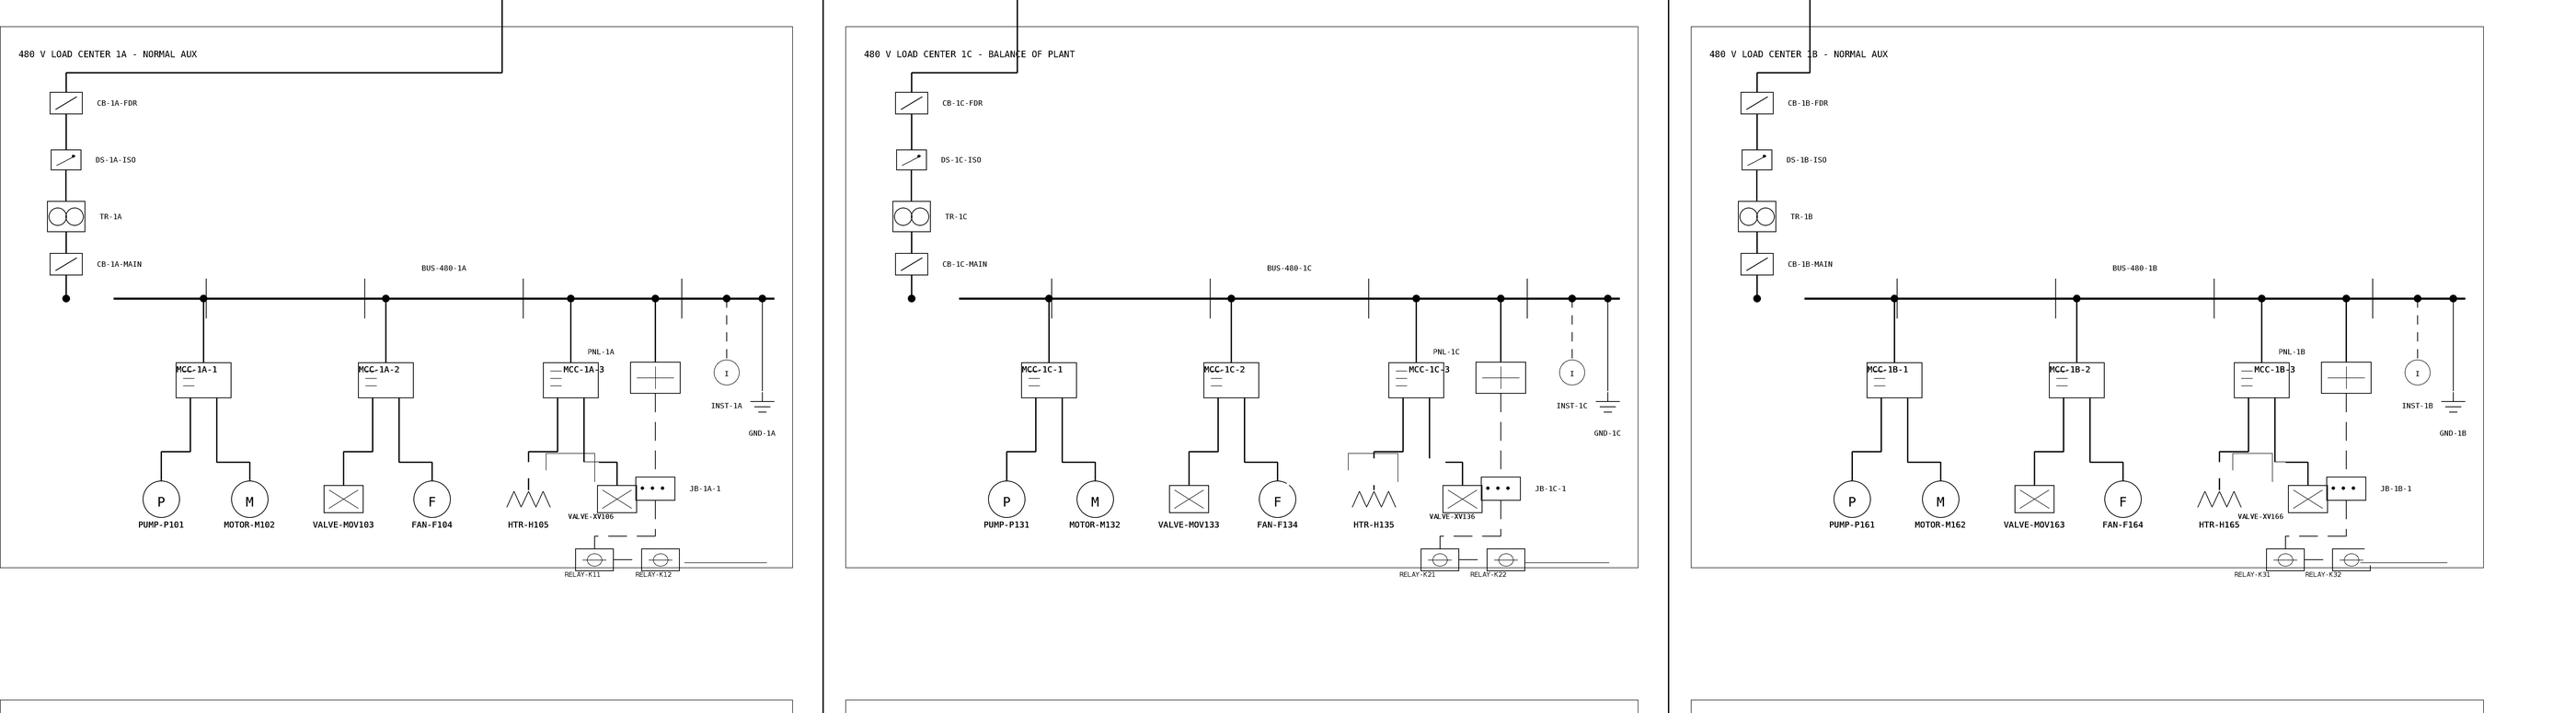 480 V LOAD CENTER 1A - NORMAL AUX
CB-1A-FDR
DS-1A-ISO
TR-1A
CB-1A-MAIN
BUS-480-1A
PNL-1A
MCC-1A-1
MCC-1A-2
MCC-1A-3
I
INST-1A
GND-1A
JB-1A-1
P
M
F
VALVE-XV106
PUMP-P101
MOTOR-M102
VALVE-MOV103
FAN-F104
HTR-H105
RELAY-K11
RELAY-K12
480 V LOAD CENTER 1C - BALANCE OF PLANT
CB-1C-FDR
DS-1C-ISO
TR-1C
CB-1C-MAIN
BUS-480-1C
PNL-1C
MCC-1C-1
MCC-1C-2
MCC-1C-3
I
INST-1C
GND-1C
JB-1C-1
P
M
F
VALVE-XV136
PUMP-P131
MOTOR-M132
VALVE-MOV133
FAN-F134
HTR-H135
RELAY-K21
RELAY-K22
480 V LOAD CENTER 1B - NORMAL AUX
CB-1B-FDR
DS-1B-ISO
TR-1B
CB-1B-MAIN
BUS-480-1B
PNL-1B
MCC-1B-1
MCC-1B-2
MCC-1B-3
I
INST-1B
GND-1B
JB-1B-1
P
M
F
VALVE-XV166
PUMP-P161
MOTOR-M162
VALVE-MOV163
FAN-F164
HTR-H165
RELAY-K31
RELAY-K32